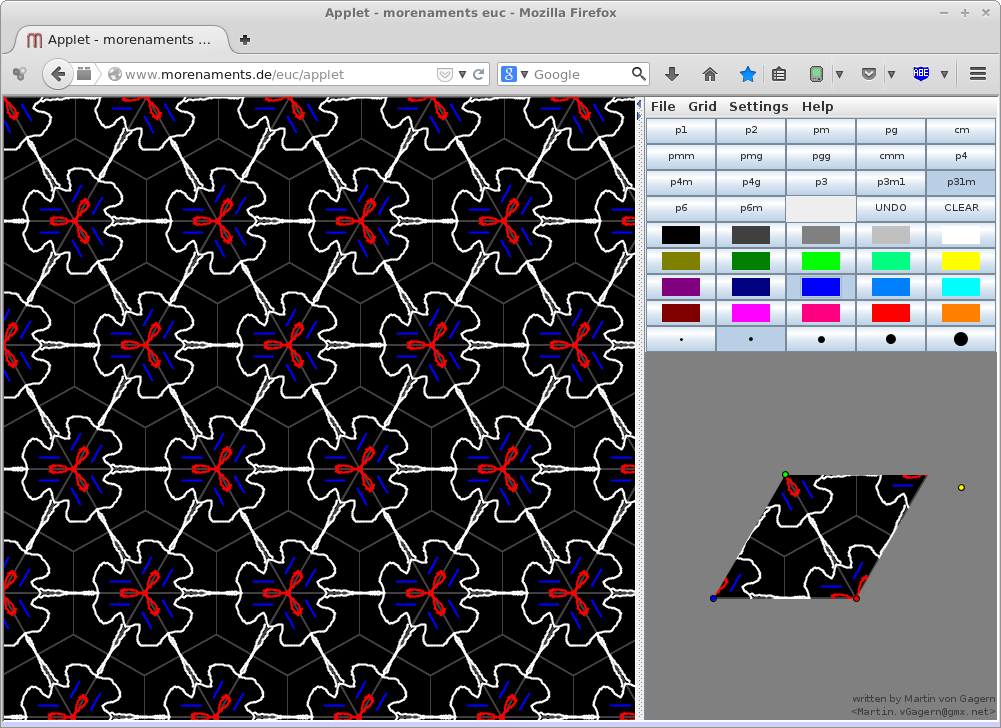 Applet - morenaments euc - Mozilla Firefox
Applet - morenaments ...
www.morenaments.de/euc/applet
Google
ABE
File Grid Settings Help
p1 p2 pm pg cm
pmm pmg pgg cmm p4
p4m p4g p3 p3m1 p31m
p6 p6m UNDO CLEAR
written by Martin von Gagern
<Martin.vGagern@gmx.net>